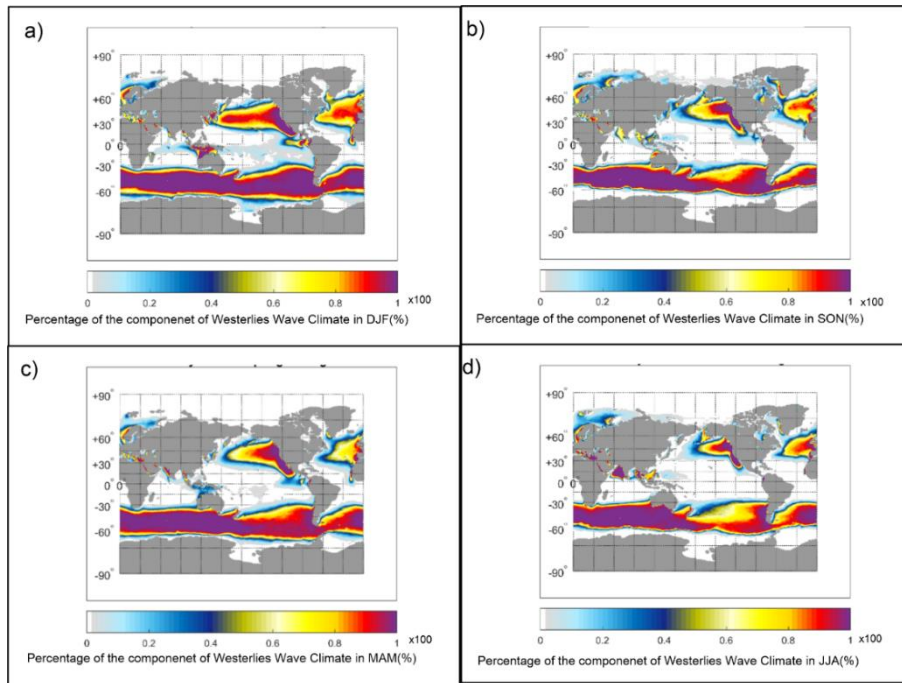 a)
+90°
+60°
+30°
0° 0
-30°
-60°
-90°
0 0.2 0.4 0.6 0.8 1 x100
Percentage of the componenet of Westerlies Wave Climate in DJF(%)
b)
+90°
+60°
+30°
0° 0
-30°
-60°
-90°
0 0.2 0.4 0.6 0.8 1 x100
Percentage of the componenet of Westerlies Wave Climate in SON(%)
c)
+90°
+60°
+30°
0° 0
-30°
-60°
-90°
0 0.2 0.4 0.6 0.8 1 x100
Percentage of the componenet of Westerlies Wave Climate in MAM(%)
d)
+90°
+60°
+30°
0° 0
-30°
-60°
-90°
0 0.2 0.4 0.6 0.8 1 x100
Percentage of the componenet of Westerlies Wave Climate in JJA(%)